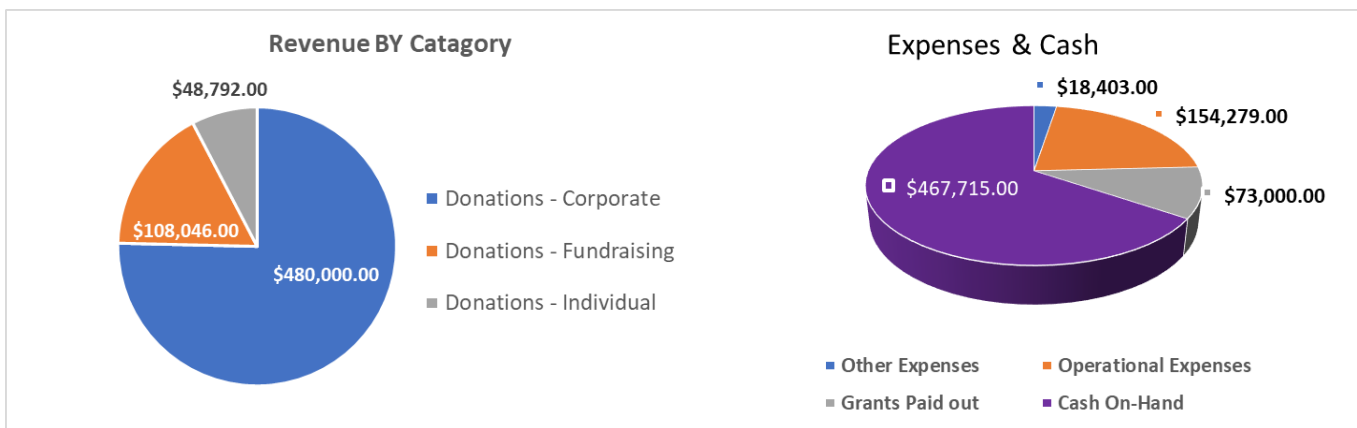 Revenue BY Catagory
$48,792.00
$108,046.00
$480,000.00
Donations - Corporate
Donations - Fundraising
Donations - Individual
Expenses & Cash
$18,403.00
$154,279.00
$467,715.00
$73,000.00
Other Expenses
Operational Expenses
Grants Paid out
Cash On-Hand